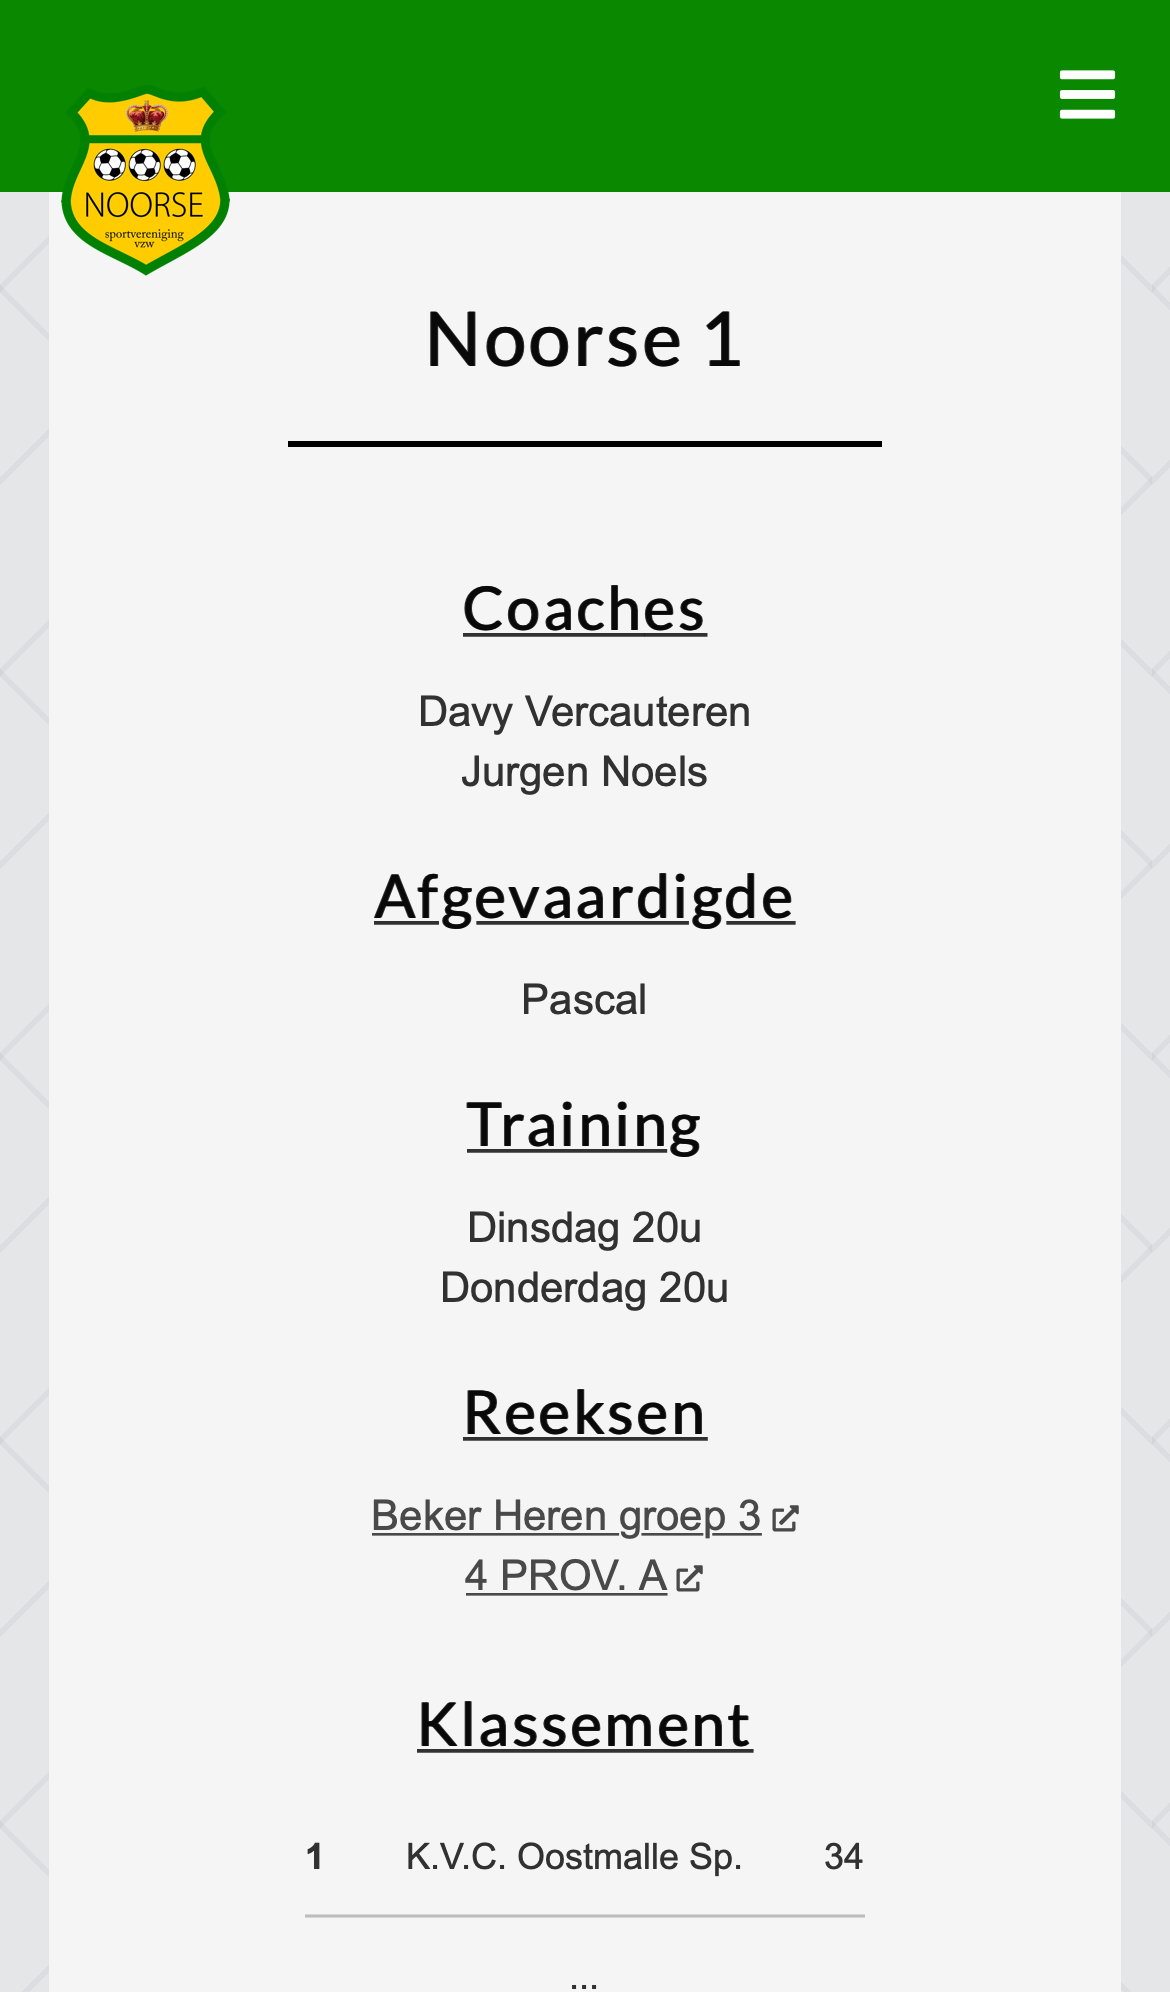 NOORSE
sportvereniging
vzw
Noorse 1
Coaches
Davy Vercauteren
Jurgen Noels
Afgevaardigde
Pascal
Training
Dinsdag 20u
Donderdag 20u
Reeksen
Beker Heren groep 3
4 PROV. A
Klassement
1 K.V.C. Oostmalle Sp. 34
...